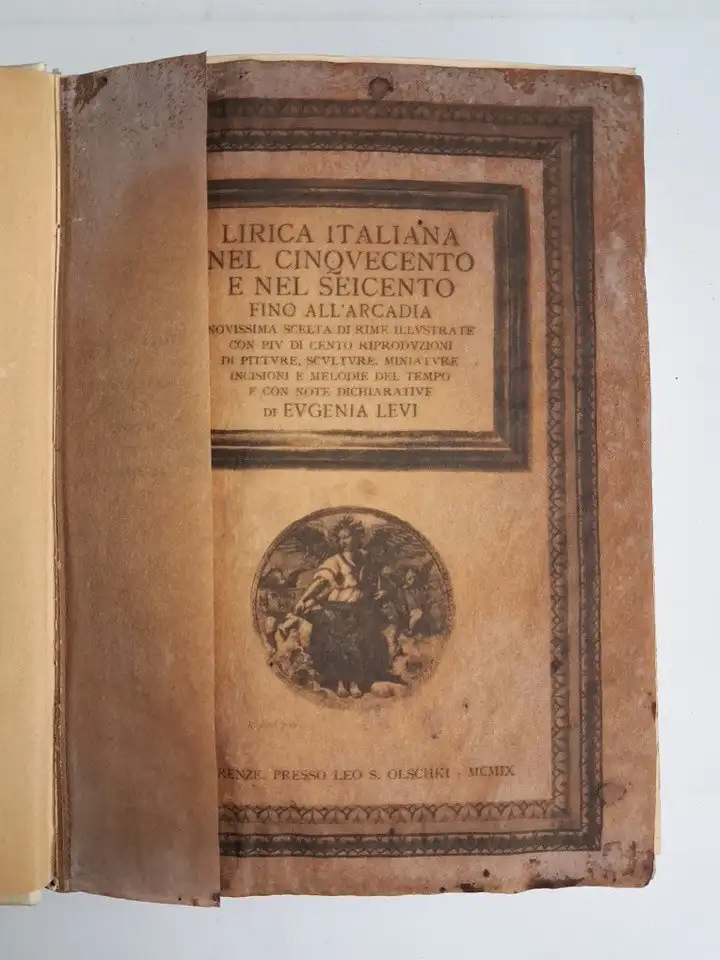 LIRICA ITALIANA
NEL CINQVECENTO
E NEL SEICENTO
FINO ALL'ARCADIA
NOVISSIMA SCELTA DI RIME ILLVSTRATE
CON PIV DI CENTO RIPRODVZIONI
DI PITTVRE, SCVLTVRE, MINIATVRE
INCISIONI E MELODIE DEL TEMPO
E CON NOTE DICHIARATIVE
DI EVGENIA LEVI
RENZE, PRESSO LEO S. OLSCHKI · MCMIX